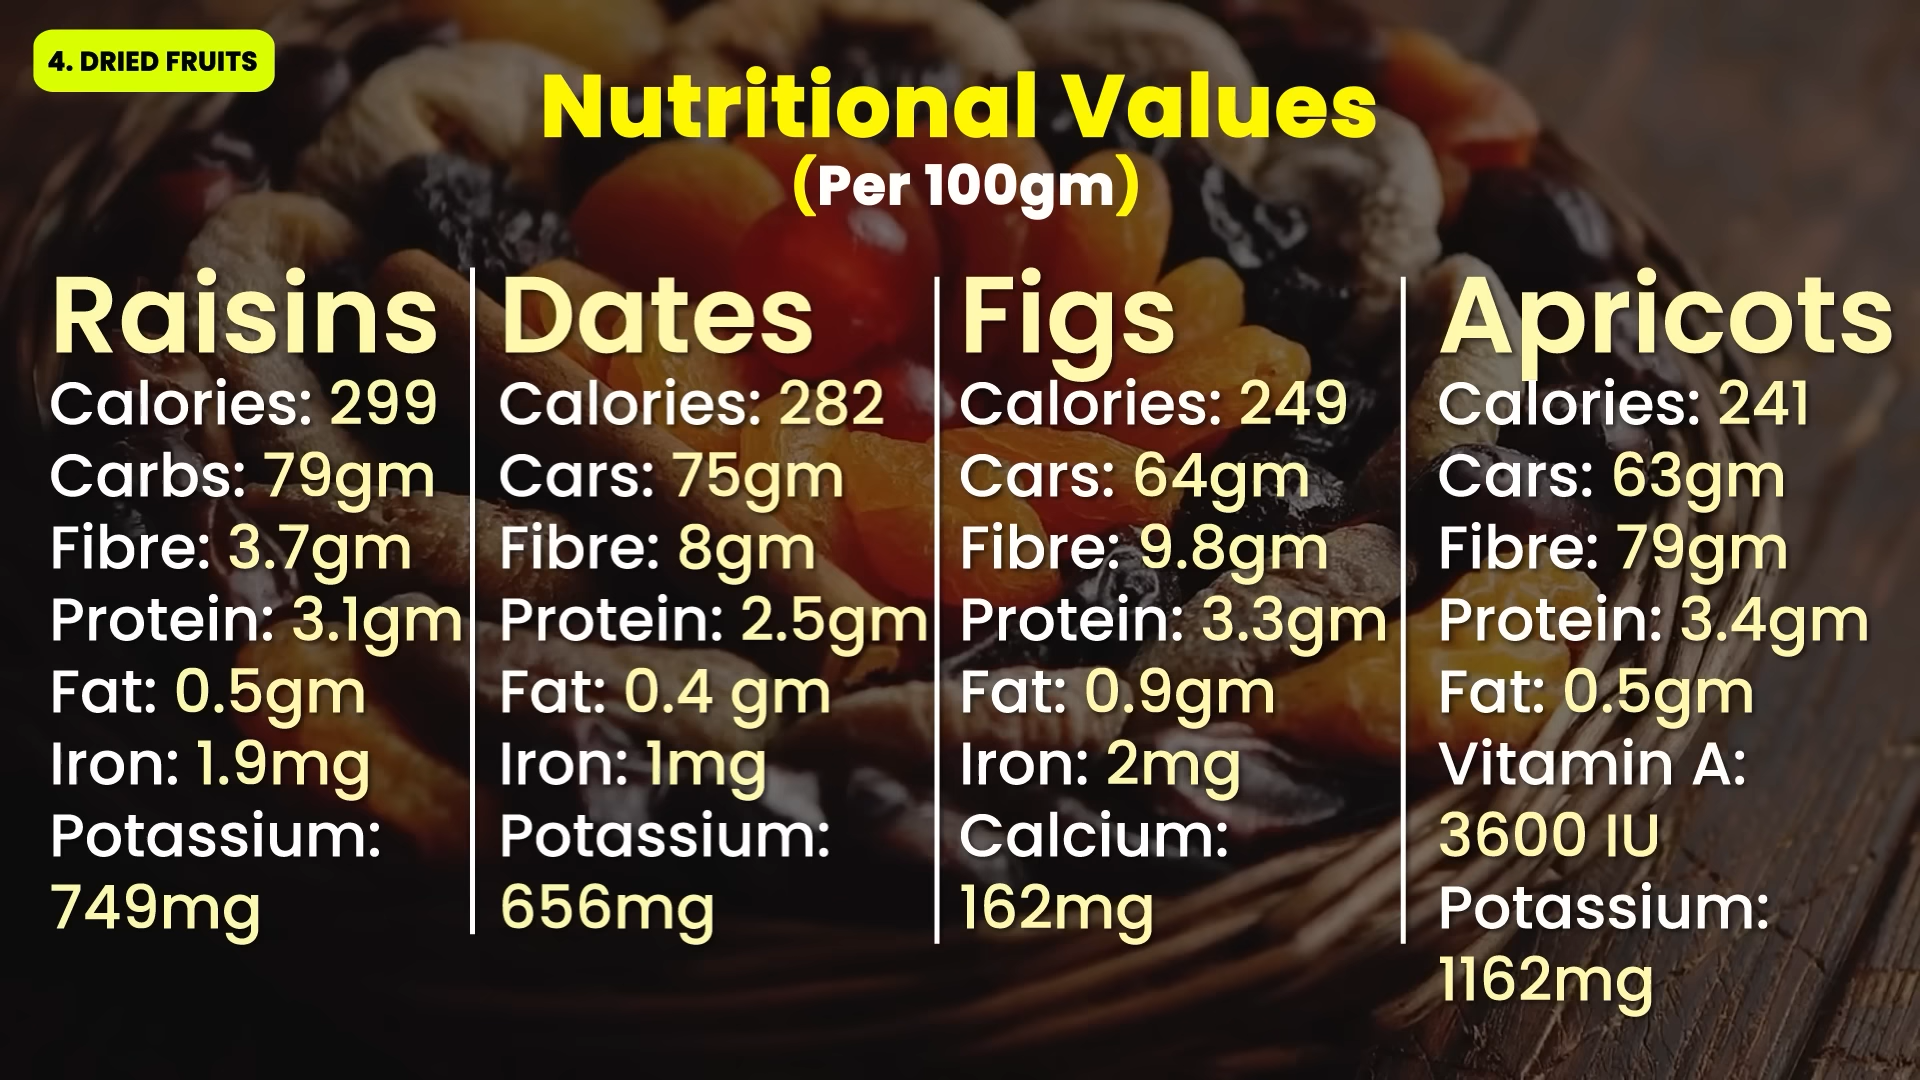 4. DRIED FRUITS
Nutritional Values
(Per 100gm)
Raisins
Calories: 299
Carbs: 79gm
Fibre: 3.7gm
Protein: 3.1gm
Fat: 0.5gm
Iron: 1.9mg
Potassium:
749mg
Dates
Calories: 282
Cars: 75gm
Fibre: 8gm
Protein: 2.5gm
Fat: 0.4 gm
Iron: 1mg
Potassium:
656mg
Figs
Calories: 249
Cars: 64gm
Fibre: 9.8gm
Protein: 3.3gm
Fat: 0.9gm
Iron: 2mg
Calcium:
162mg
Apricots
Calories: 241
Cars: 63gm
Fibre: 79gm
Protein: 3.4gm
Fat: 0.5gm
Vitamin A:
3600 IU
Potassium:
1162mg